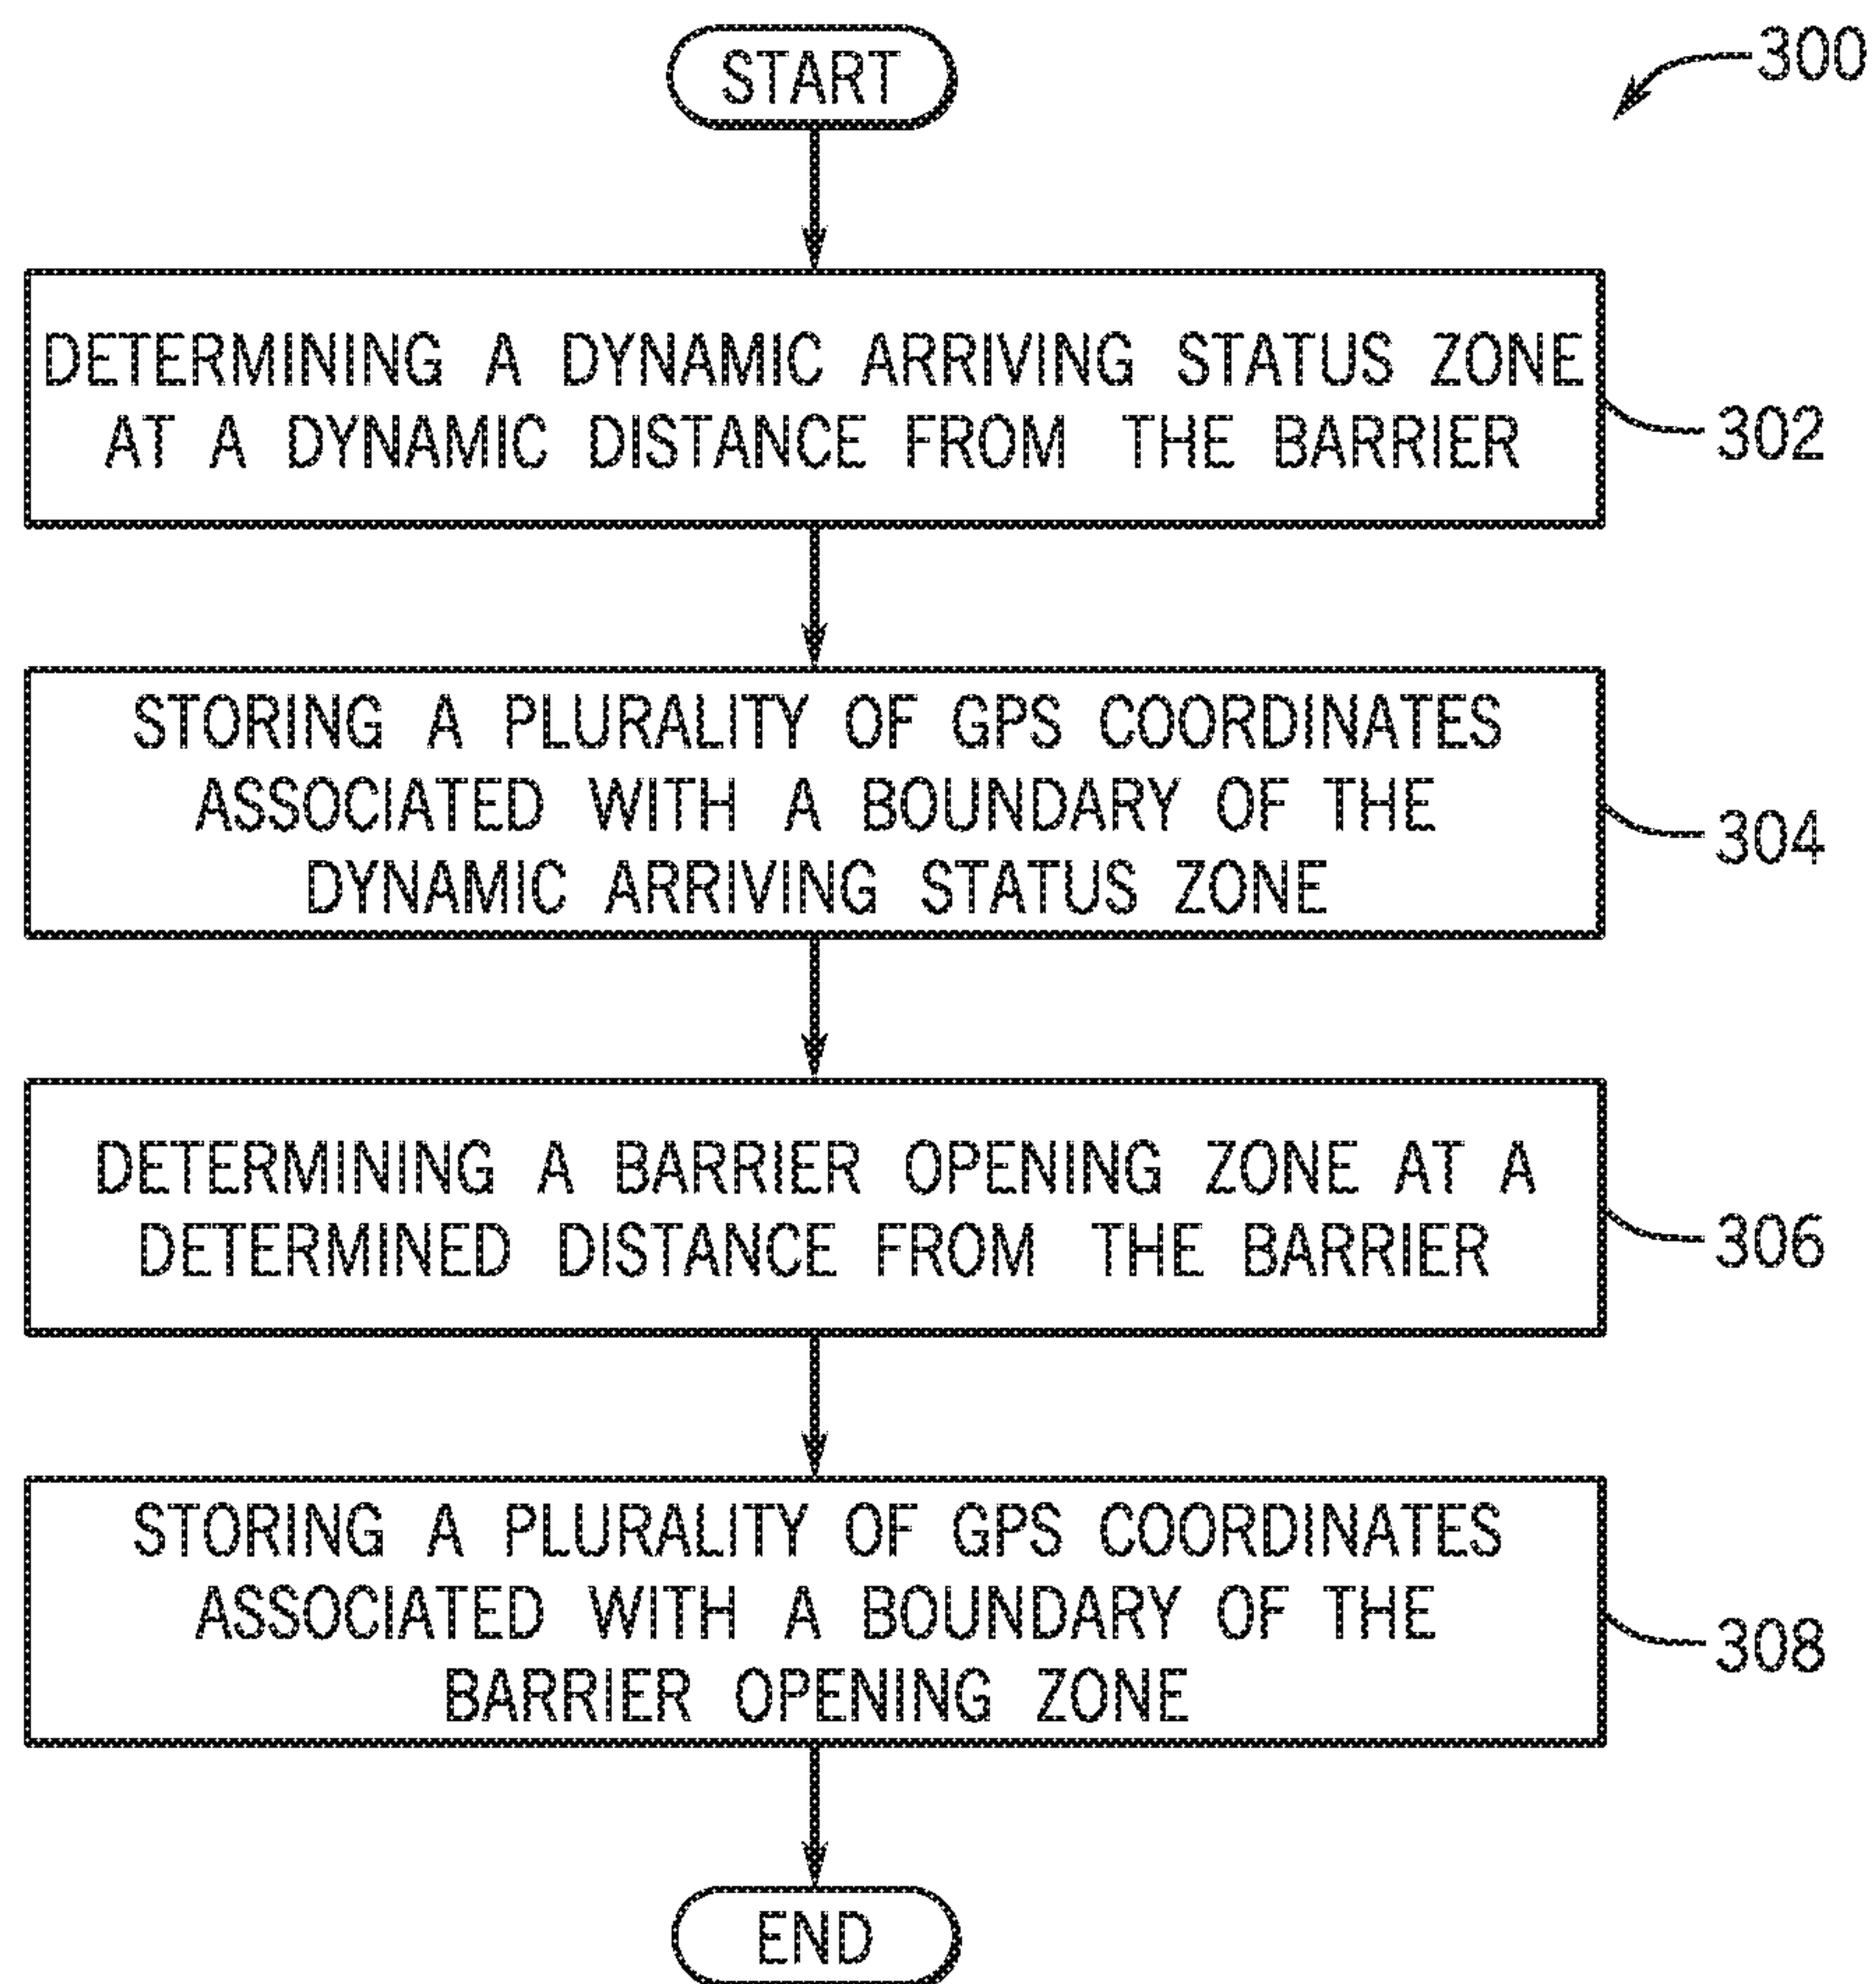 START
300
DETERMINING A DYNAMIC ARRIVING STATUS ZONE
AT A DYNAMIC DISTANCE FROM THE BARRIER
302
STORING A PLURALITY OF GPS COORDINATES
ASSOCIATED WITH A BOUNDARY OF THE
DYNAMIC ARRIVING STATUS ZONE
304
DETERMINING A BARRIER OPENING ZONE AT A
DETERMINED DISTANCE FROM THE BARRIER
306
STORING A PLURALITY OF GPS COORDINATES
ASSOCIATED WITH A BOUNDARY OF THE
BARRIER OPENING ZONE
308
END